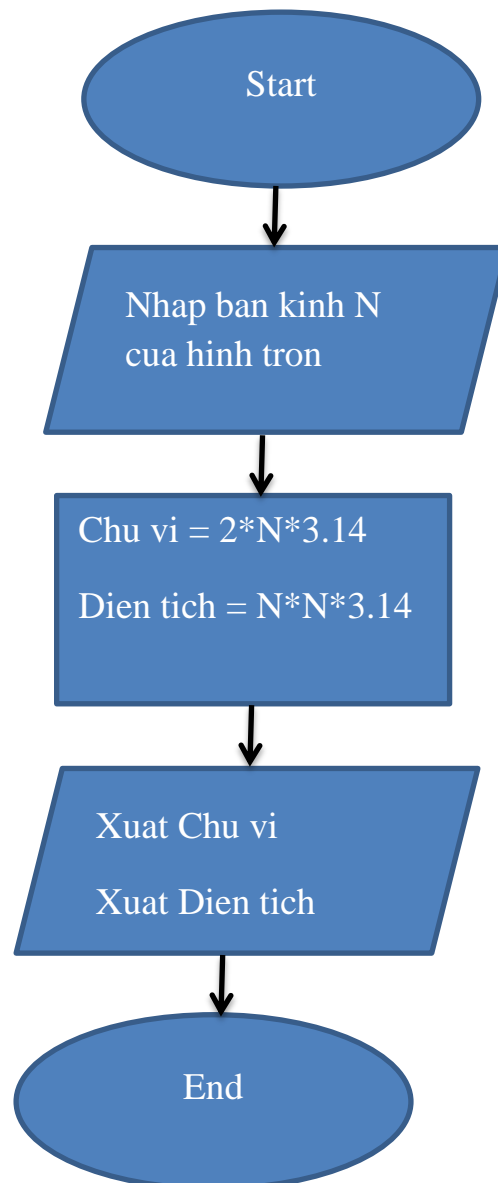 Start
Nhap ban kinh N
cua hinh tron
Chu vi = 2*N*3.14
Dien tich = N*N*3.14
Xuat Chu vi
Xuat Dien tich
End